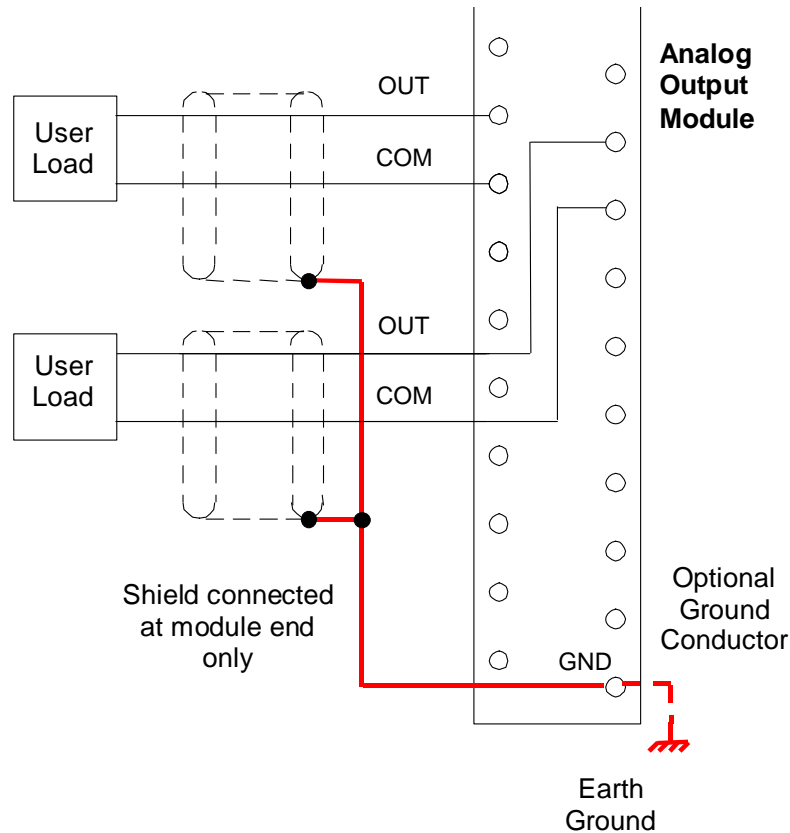 Analog
Output
Module
OUT
User
Load
COM
OUT
User
Load
COM
Shield connected
at module end
only
Optional
Ground
Conductor
GND
Earth
Ground